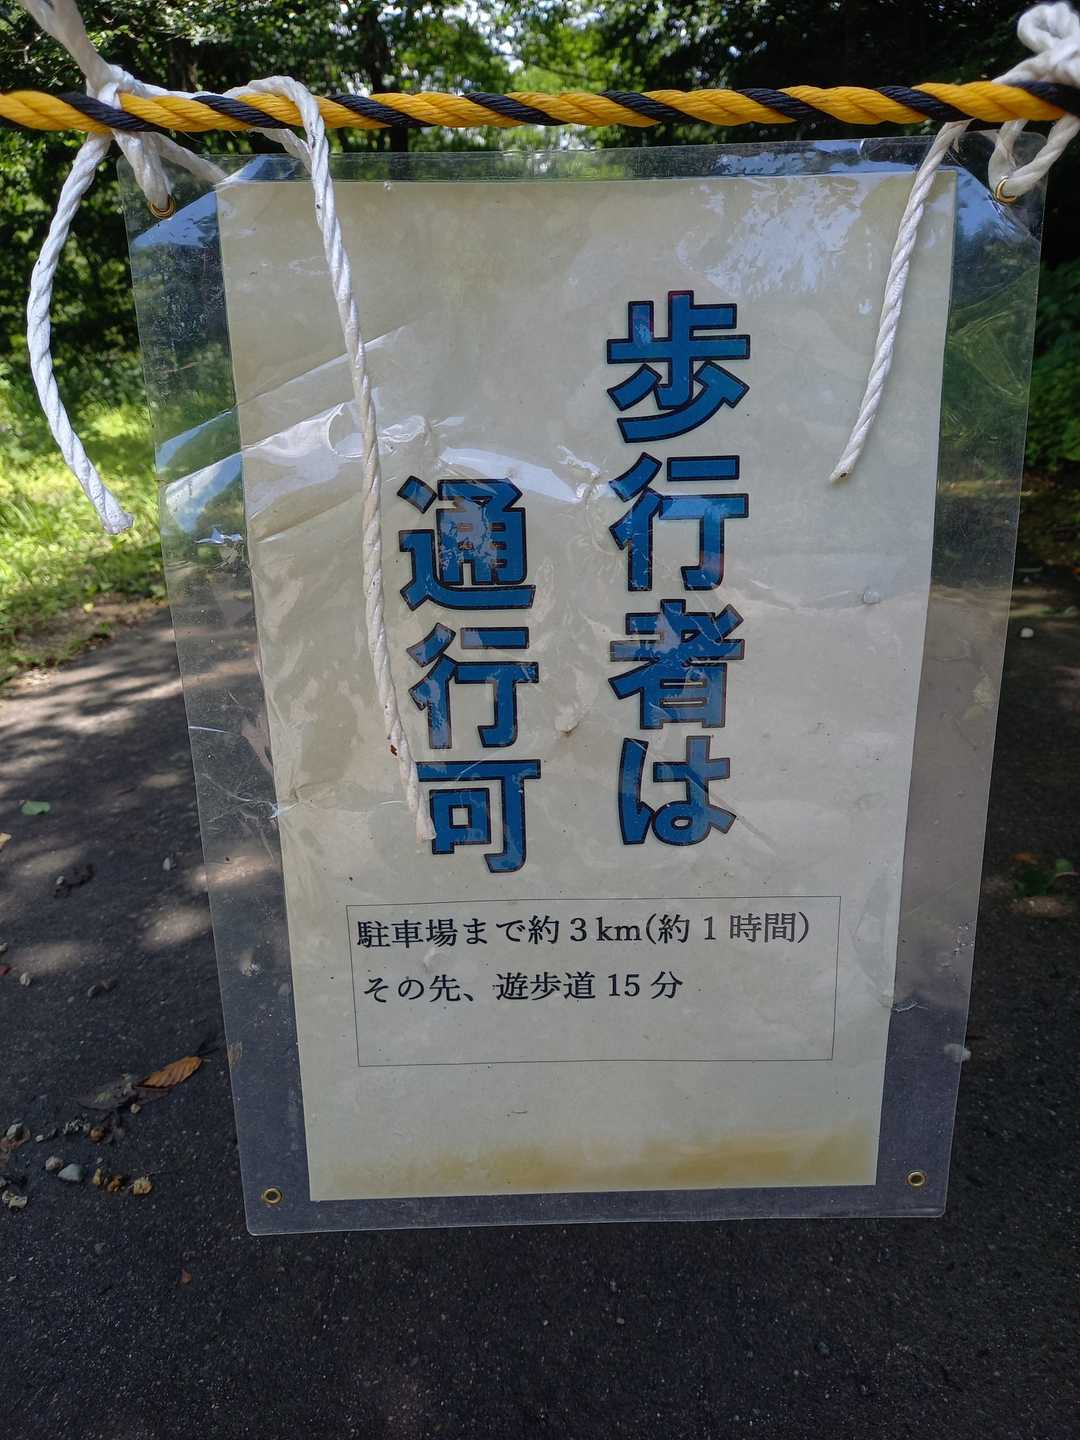 歩行者は
通行可
駐車場まで約3km(約1時間)
その先、遊歩道15分